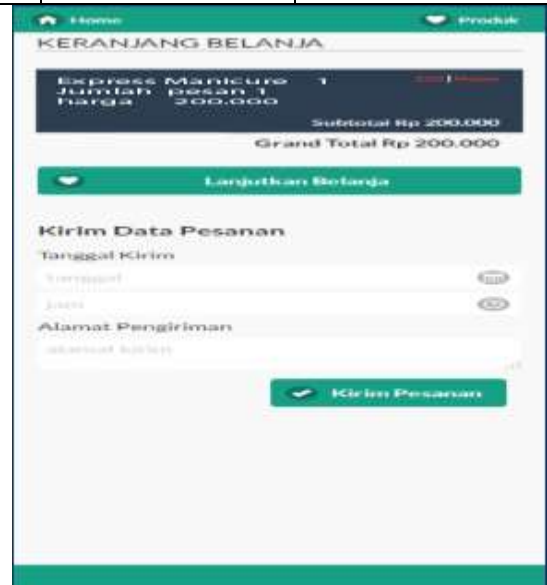 Home Produk
KERANJANG BELANJA
Express Manicure 1
Jumlah pesan 1
harga 200.000
Subtotal Rp 200.000
Grand Total Rp 200.000
Lanjutkan Belanja
Kirim Data Pesanan
Tanggal Kirim
tanggal
jam
Alamat Pengiriman
alamat kirim
Kirim Pesanan